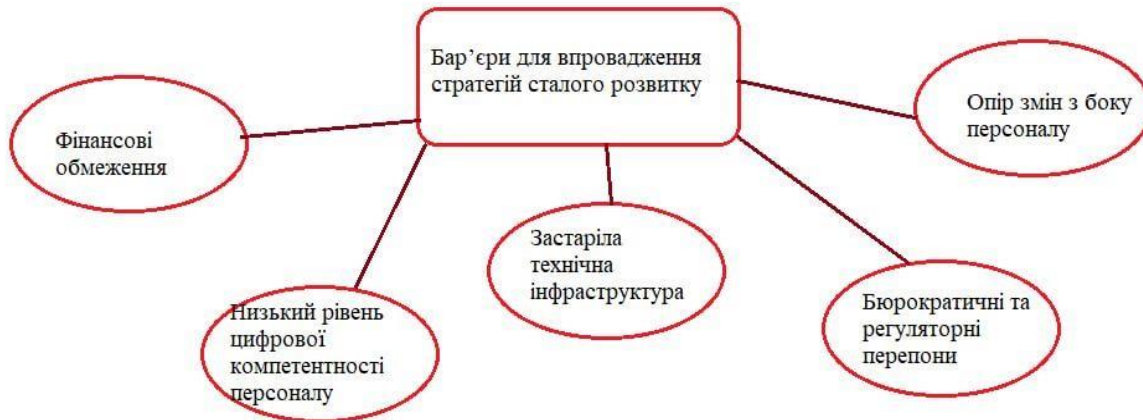 Бар’єри для впровадження
стратегій сталого розвитку
Фінансові
обмеження
Низький рівень
цифрової
компетентності
персоналу
Застаріла
технічна
інфраструктура
Бюрократичні та
регуляторні
перепони
Опір змін з боку
персоналу